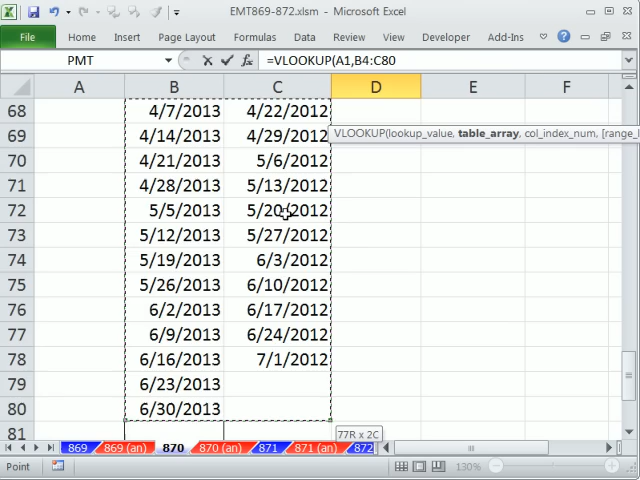 EMT869-872.xlsm - Microsoft Excel
File Home Insert Page Layout Formulas Data Review View Developer Add-Ins
PMT fx =VLOOKUP(A1,B4:C80
A B C D E F
68 4/7/2013 4/22/2012
69 4/14/2013 4/29/2012
VLOOKUP(lookup_value, table_array, col_index_num, [range_l
70 4/21/2013 5/6/2012
71 4/28/2013 5/13/2012
72 5/5/2013 5/20/2012
73 5/12/2013 5/27/2012
74 5/19/2013 6/3/2012
75 5/26/2013 6/10/2012
76 6/2/2013 6/17/2012
77 6/9/2013 6/24/2012
78 6/16/2013 7/1/2012
79 6/23/2013
80 6/30/2013
81 77R x 2C
869 869 (an) 870 870 (an) 871 871 (an) 872
Point 130%